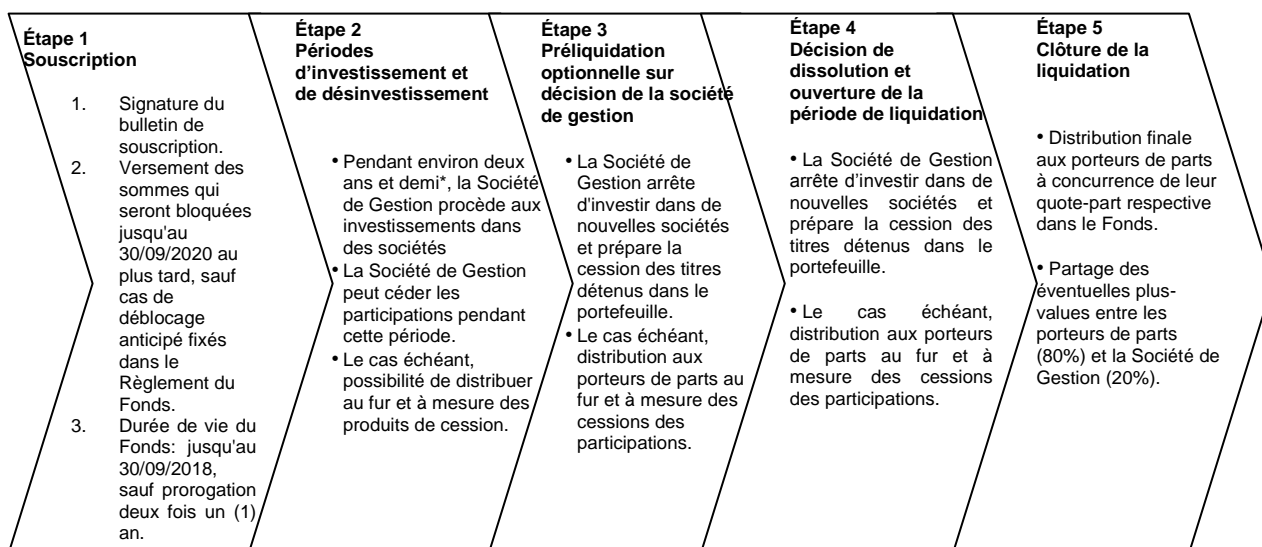 Étape 1
Souscription
1. Signature du
bulletin de
souscription.
2. Versement des
sommes qui
seront bloquées
jusqu'au
30/09/2020 au
plus tard, sauf
cas de
déblocage
anticipé fixés
dans le
Règlement du
Fonds.
3. Durée de vie du
Fonds: jusqu'au
30/09/2018,
sauf prorogation
deux fois un (1)
an.
Étape 2
Périodes
d’investissement et
de désinvestissement
• Pendant environ deux
ans et demi*, la Société
de Gestion procède aux
investissements dans
des sociétés
• La Société de Gestion
peut céder les
participations pendant
cette période.
• Le cas échéant,
possibilité de distribuer
au fur et à mesure des
produits de cession.
Étape 3
Préliquidation
optionnelle sur
décision de la société
de gestion
• La Société de
Gestion arrête
d'investir dans de
nouvelles sociétés
et prépare la
cession des titres
détenus dans le
portefeuille.
• Le cas échéant,
distribution aux
porteurs de parts au
fur et à mesure des
cessions des
participations.
Étape 4
Décision de
dissolution et
ouverture de la
période de liquidation
• La Société de Gestion
arrête d’investir dans de
nouvelles sociétés et
prépare la cession des
titres détenus dans le
portefeuille.
• Le cas échéant,
distribution aux porteurs
de parts au fur et à
mesure des cessions
des participations.
Étape 5
Clôture de la
liquidation
• Distribution finale
aux porteurs de parts
à concurrence de leur
quote-part respective
dans le Fonds.
• Partage des
éventuelles plus-
values entre les
porteurs de parts
(80%) et la Société de
Gestion (20%).